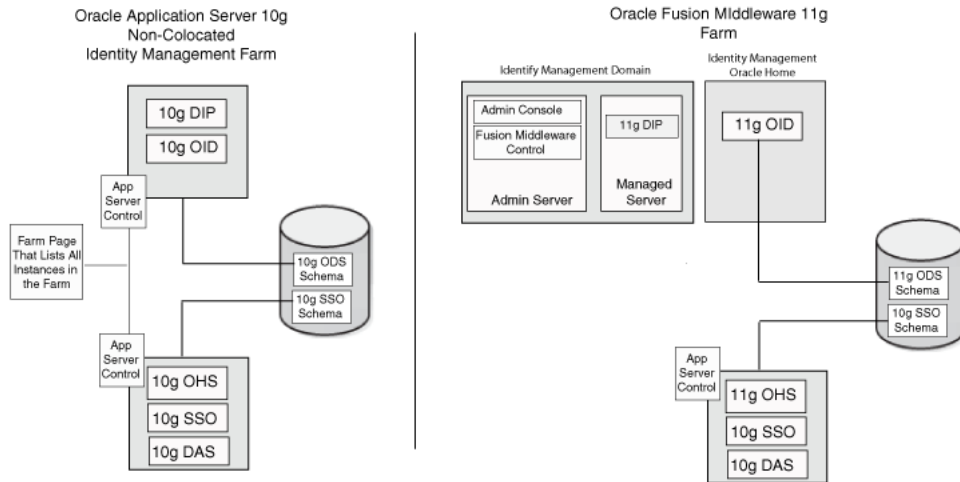 Oracle Application Server 10g
Non-Colocated
Identity Management Farm
10g DIP
10g OID
App
Server
Control
Farm Page
That Lists All
Instances in
the Farm
10g ODS
Schema
10g SSO
Schema
App
Server
Control
10g OHS
10g SSO
10g DAS
Oracle Fusion MIddleware 11g
Farm
Identify Management Domain
Identity Management
Oracle Home
Admin Console
Fusion Middleware
Control
Admin Server
11g DIP
Managed
Server
11g OID
11g ODS
Schema
10g SSO
Schema
App
Server
Control
11g OHS
10g SSO
10g DAS